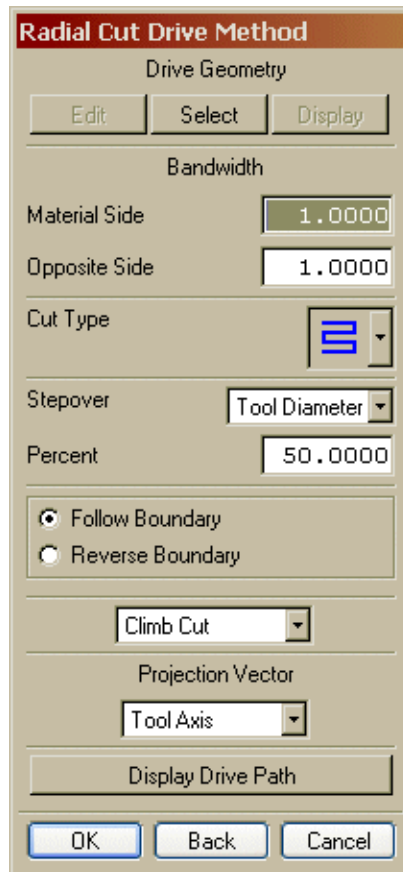 Radial Cut Drive Method
Drive Geometry
Edit Select Display
Bandwidth
Material Side 1.0000
Opposite Side 1.0000
Cut Type
Stepover Tool Diameter
Percent 50.0000
Follow Boundary
Reverse Boundary
Climb Cut
Projection Vector
Tool Axis
Display Drive Path
OK Back Cancel